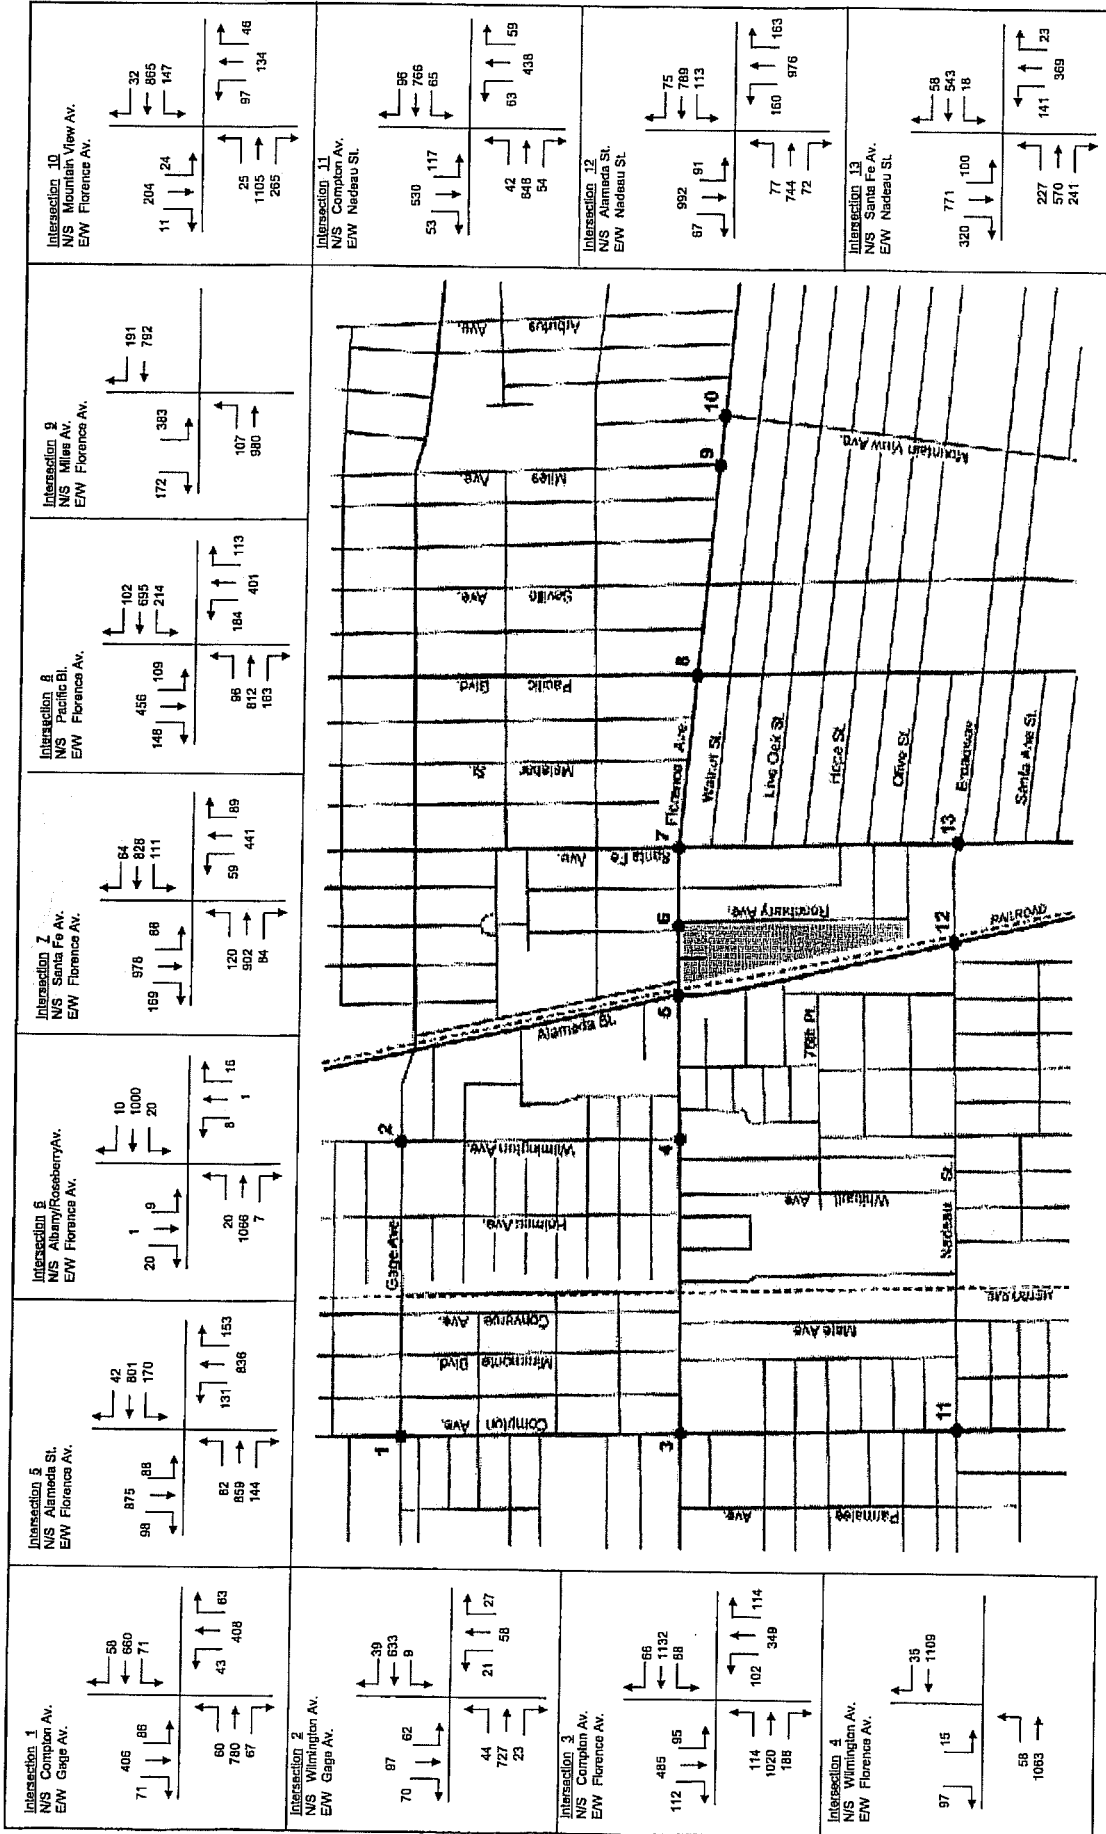 Intersection 1
N/S Compton Av.
E/W Gage Av.
71
406
88
58
660
71
60
780
67
43
408
63
Intersection 2
N/S Wilmington Av.
E/W Gage Av.
70
97
62
39
633
9
44
727
23
21
58
27
Intersection 3
N/S Compton Av.
E/W Florence Av.
112
485
95
66
1132
68
114
1020
188
102
349
114
Intersection 4
N/S Wilmington Av.
E/W Florence Av.
97
15
35
1109
58
1063
Intersection 5
N/S Alameda St.
E/W Florence Av.
98
875
88
42
801
170
82
859
144
131
836
153
Intersection 6
N/S Albany/RoseberryAv.
E/W Florence Av.
20
1
9
10
1000
20
20
1066
7
8
1
16
Intersection 7
N/S Santa Fe Av.
E/W Florence Av.
169
978
86
64
828
111
120
902
84
59
441
89
Intersection 8
N/S Pacific Bl.
E/W Florence Av.
148
456
109
102
695
214
96
812
163
184
401
113
Intersection 9
N/S Miles Av.
E/W Florence Av.
172
383
191
792
107
980
Intersection 10
N/S Mountain View Av.
E/W Florence Av.
11
204
24
32
865
147
25
1105
265
97
134
46
Intersection 11
N/S Compton Av.
E/W Nadeau St.
53
530
117
96
766
65
42
648
54
63
438
59
Intersection 12
N/S Alameda St.
E/W Nadeau St.
67
992
91
75
789
113
77
744
72
160
976
163
Intersection 13
N/S Santa Fe Av.
E/W Nadeau St.
320
771
100
58
543
18
227
570
241
141
369
23
1
2
3
4
5
6
7
8
9
10
11
12
13
Gage Ave
Compton Ave.
Miramonte Blvd.
Converse Ave.
Holmes Ave.
Wilmington Ave.
Alameda St.
Santa Fe Ave.
Malabar St.
Pacific Blvd.
Seville Ave.
Miles Ave.
Arbutus Ave.
Florence Ave.
Walnut St.
Live Oak St.
Hope St.
Olive St.
Broadway
Santa Ana St.
Mountain View Ave.
Roseberry Ave.
RAILROAD
76th Pl.
Whitsett Ave
Nadeau St.
Maie Ave
Parmalee Ave.